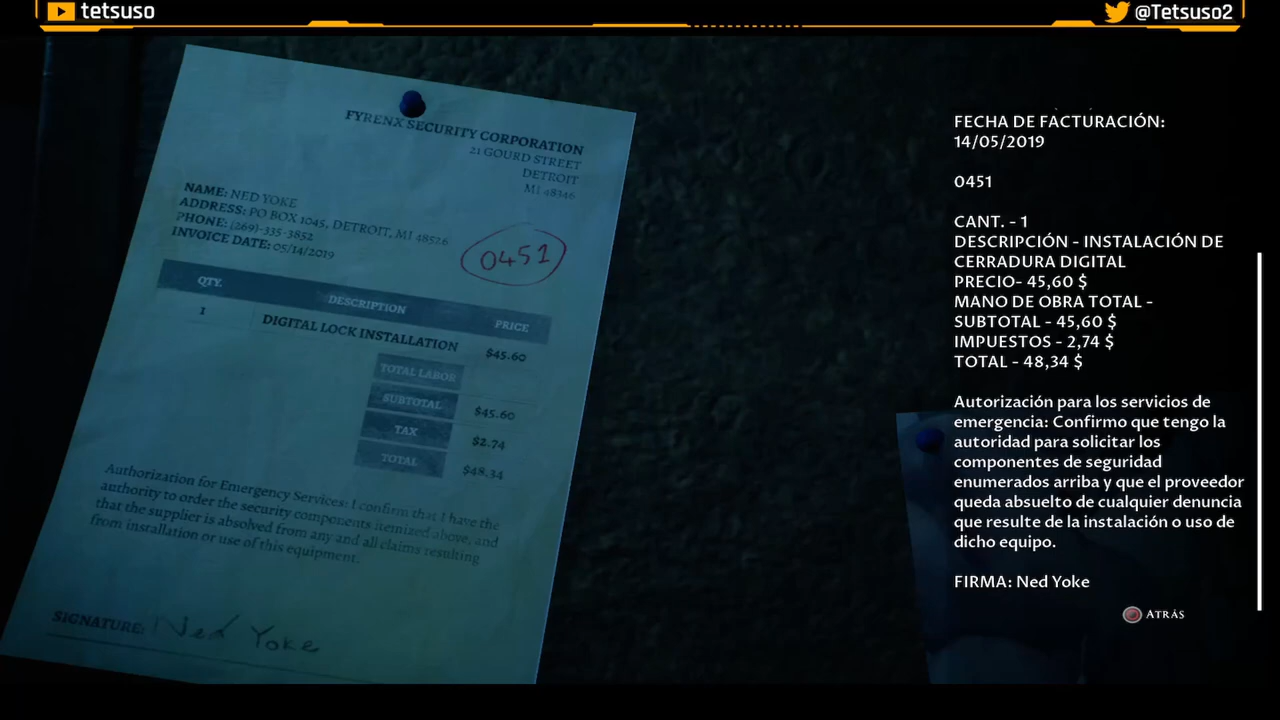 tetsuso
@Tetsuso2
FYRENX SECURITY CORPORATION
21 GOURD STREET
DETROIT
MI 48346
NAME: NED YOKE
ADDRESS: PO BOX 1045, DETROIT, MI 48526
PHONE: (269)-335-3852
INVOICE DATE: 05/14/2019
0451
QTY. DESCRIPTION PRICE
1 DIGITAL LOCK INSTALLATION $45.60
TOTAL LABOR
SUBTOTAL $45.60
TAX $2.74
TOTAL $48.34
Authorization for Emergency Services: I confirm that I have the
authority to order the security components itemized above, and
that the supplier is absolved from any and all claims resulting
from installation or use of this equipment.
SIGNATURE: Ned Yoke
FECHA DE FACTURACIÓN:
14/05/2019
0451
CANT. - 1
DESCRIPCIÓN - INSTALACIÓN DE
CERRADURA DIGITAL
PRECIO- 45,60 $
MANO DE OBRA TOTAL -
SUBTOTAL - 45,60 $
IMPUESTOS - 2,74 $
TOTAL - 48,34 $
Autorización para los servicios de
emergencia: Confirmo que tengo la
autoridad para solicitar los
componentes de seguridad
enumerados arriba y que el proveedor
queda absuelto de cualquier denuncia
que resulte de la instalación o uso de
dicho equipo.
FIRMA: Ned Yoke
ATRÁS